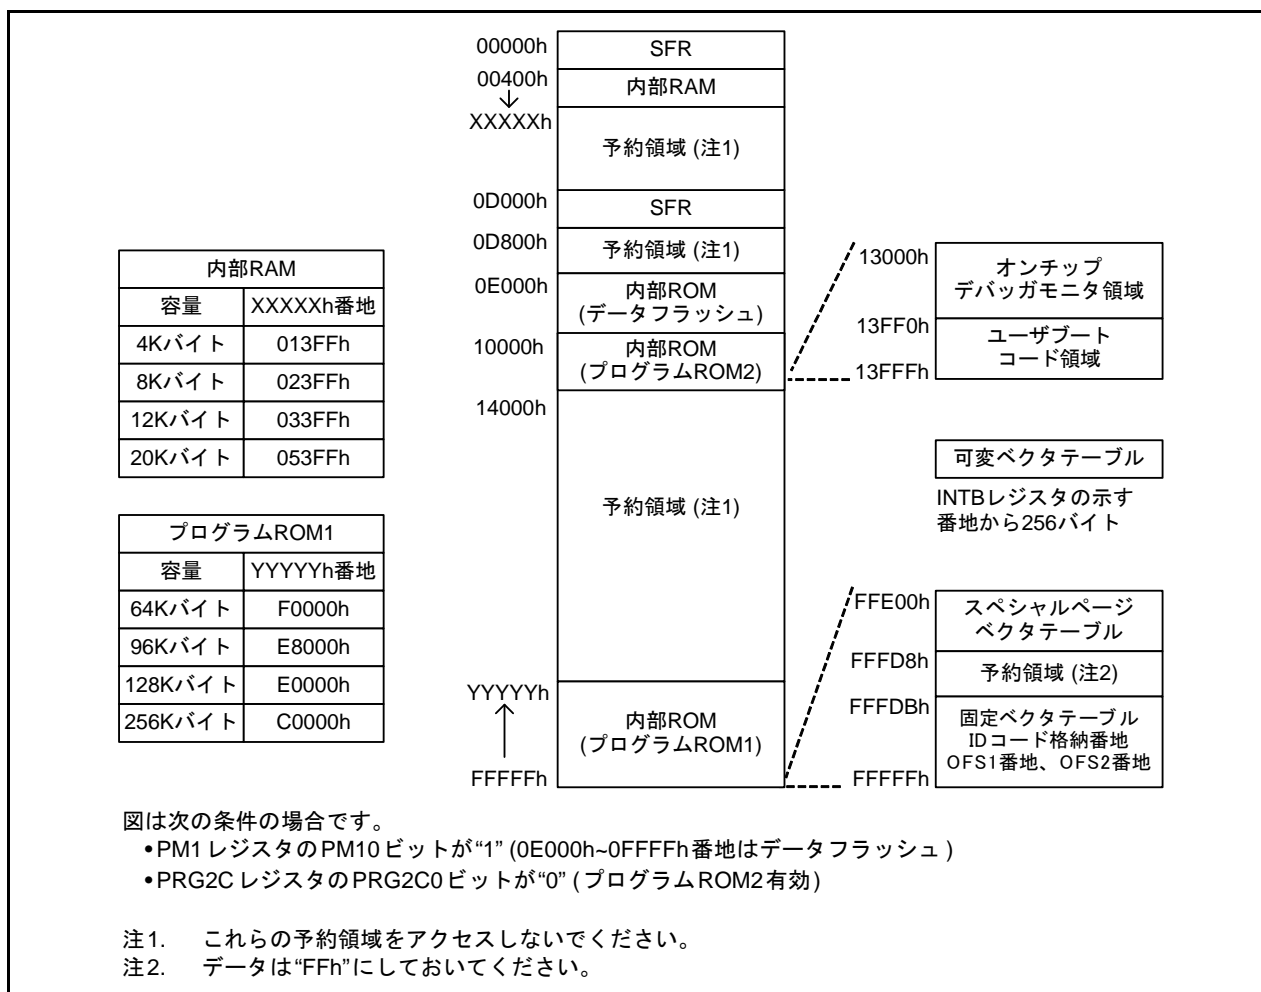 00000h
SFR
00400h
内部RAM
XXXXXh
予約領域 (注1)
0D000h
SFR
0D800h
予約領域 (注1)
0E000h
内部ROM
(データフラッシュ)
10000h
内部ROM
(プログラムROM2)
14000h
予約領域 (注1)
YYYYYh
内部ROM
(プログラムROM1)
FFFFFh
内部RAM
容量 XXXXXh番地
4Kバイト 013FFh
8Kバイト 023FFh
12Kバイト 033FFh
20Kバイト 053FFh
プログラムROM1
容量 YYYYYh番地
64Kバイト F0000h
96Kバイト E8000h
128Kバイト E0000h
256Kバイト C0000h
13000h
オンチップ
デバッガモニタ領域
13FF0h
ユーザブート
コード領域
13FFFh
可変ベクタテーブル
INTBレジスタの示す
番地から256バイト
FFE00h
スペシャルページ
ベクタテーブル
FFFD8h
予約領域 (注2)
FFFDBh
固定ベクタテーブル
IDコード格納番地
OFS1番地、OFS2番地
FFFFFh
図は次の条件の場合です。
•PM1レジスタのPM10ビットが“1” (0E000h~0FFFFh番地はデータフラッシュ)
•PRG2CレジスタのPRG2C0ビットが“0” (プログラムROM2有効)
注1. これらの予約領域をアクセスしないでください。
注2. データは“FFh”にしておいてください。